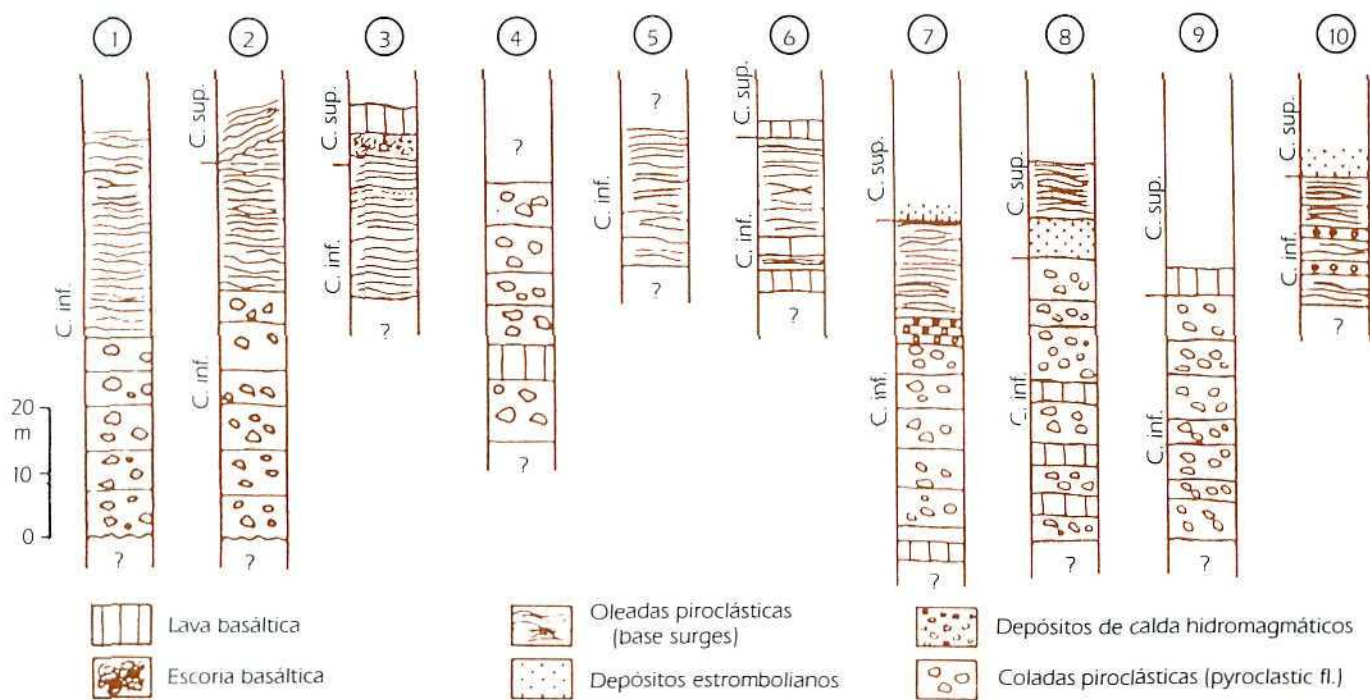 1 2 3 4 5 6 7 8 9 10
C. sup.
C. inf.
C. sup.
C. inf.
C. sup.
C. inf.
?
?
C. inf.
?
C. sup.
C. inf.
?
C. sup.
C. inf.
?
C. sup.
C. inf.
?
C. sup.
C. inf.
?
C. sup.
C. inf.
?
20
m
10
0
?
?
?
Lava basáltica
Escoria basáltica
Oleadas piroclásticas
(base surges)
Depósitos estrombolianos
Depósitos de calda hidromagmáticos
Coladas piroclásticas (pyroclastic fl.)